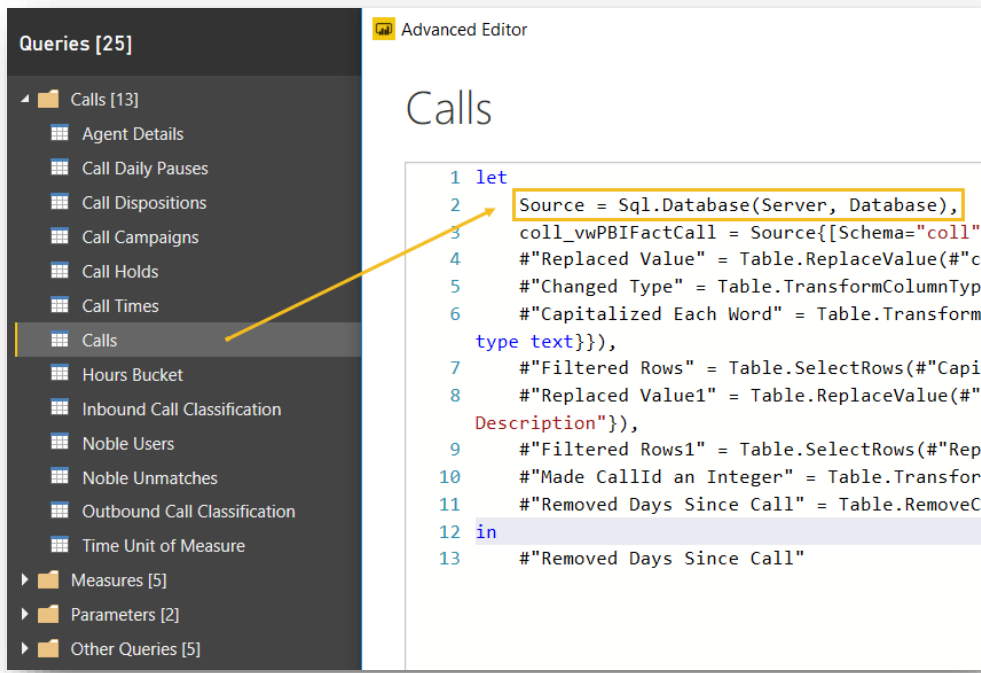 Queries [25]
Calls [13]
Agent Details
Call Daily Pauses
Call Dispositions
Call Campaigns
Call Holds
Call Times
Calls
Hours Bucket
Inbound Call Classification
Noble Users
Noble Unmatches
Outbound Call Classification
Time Unit of Measure
Measures [5]
Parameters [2]
Other Queries [5]
Advanced Editor
Calls
1 let
2 Source = Sql.Database(Server, Database),
3 coll_vwPBIFactCall = Source{[Schema="coll"
4 #"Replaced Value" = Table.ReplaceValue(#"c
5 #"Changed Type" = Table.TransformColumnTyp
6 #"Capitalized Each Word" = Table.Transform
type text}}),
7 #"Filtered Rows" = Table.SelectRows(#"Capi
8 #"Replaced Value1" = Table.ReplaceValue(#"
Description"}),
9 #"Filtered Rows1" = Table.SelectRows(#"Rep
10 #"Made CallId an Integer" = Table.Transfor
11 #"Removed Days Since Call" = Table.RemoveC
12 in
13 #"Removed Days Since Call"